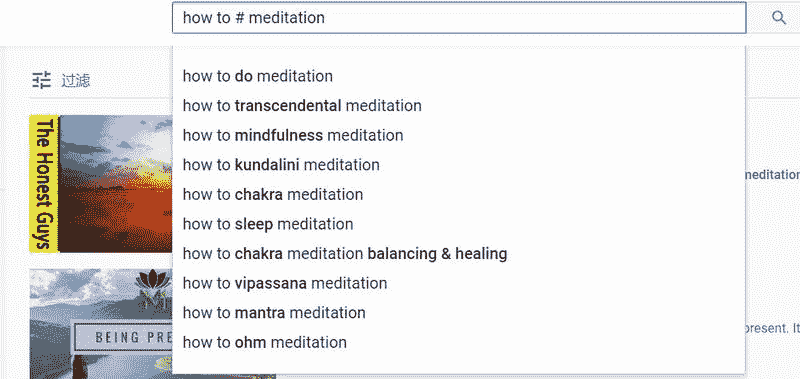 how to # meditation
how to do meditation
how to transcendental meditation
how to mindfulness meditation
how to kundalini meditation
how to chakra meditation
how to sleep meditation
how to chakra meditation balancing & healing
how to vipassana meditation
how to mantra meditation
how to ohm meditation
过滤
The Honest Guys
meditation
BEING PRE
present. It